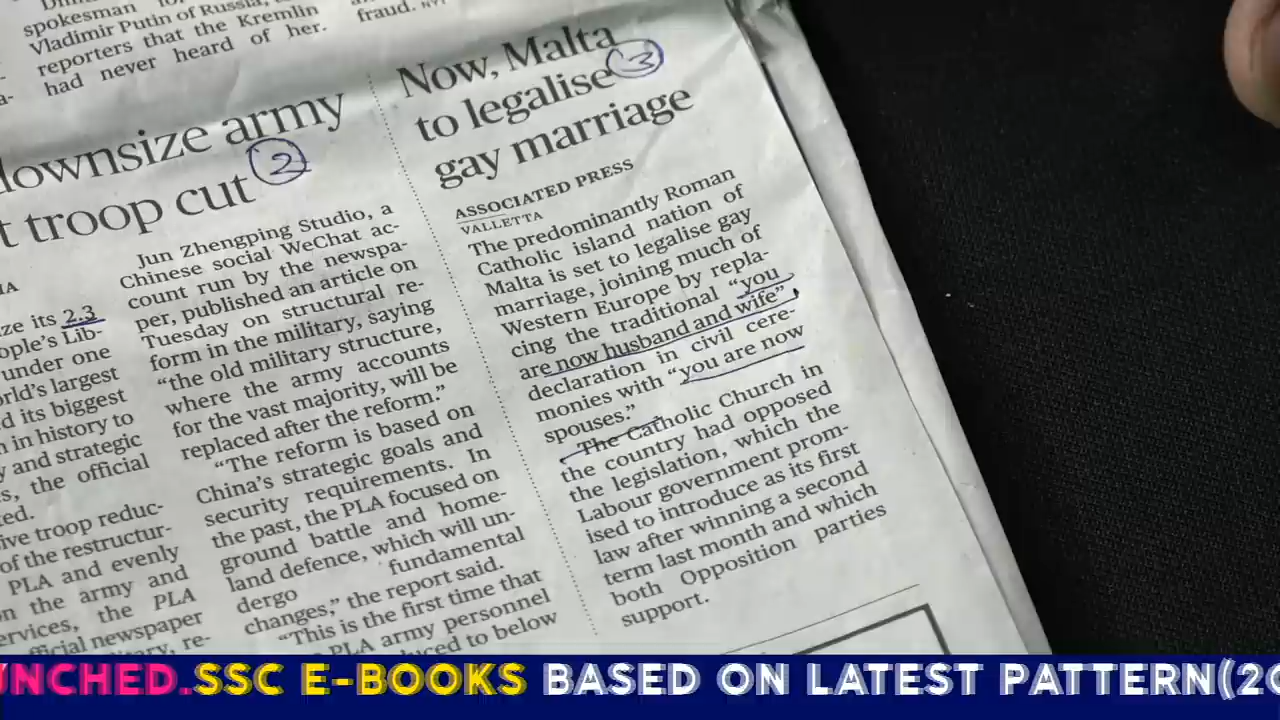 spokesman
Vladimir Putin of Russia,
reporters that the Kremlin
had never heard of her.
fraud. NYT
a-
downsize army
t troop cut
2
IA
ze its 2.3
ople's Lib-
under one
rld's largest
d its biggest
n in history to
y and strategic
s, the official
ted.
ive troop reduc-
of the restructur-
PLA and evenly
n the army and
ervices, the PLA
fficial newspaper
itary, re-
Jun Zhengping Studio, a
Chinese social WeChat ac-
count run by the newspa-
per, published an article on
Tuesday on structural re-
form in the military, saying
“the old military structure,
where the army accounts
for the vast majority, will be
replaced after the reform.”
“The reform is based on
China's strategic goals and
security requirements. In
the past, the PLA focused on
ground battle and home-
land defence, which will un-
dergo fundamental
changes,” the report said.
“This is the first time that
PLA army personnel
uced to below
Now, Malta
to legalise
gay marriage
3
ASSOCIATED PRESS
VALLETTA
The predominantly Roman
Catholic island nation of
Malta is set to legalise gay
marriage, joining much of
Western Europe by repla-
cing the traditional “you
are now husband and wife”
declaration in civil cere-
monies with “you are now
spouses.”
The Catholic Church in
the country had opposed
the legislation, which the
Labour government prom-
ised to introduce as its first
law after winning a second
term last month and which
both Opposition parties
support.
UNCHED.SSC E-BOOKS BASED ON LATEST PATTERN(20